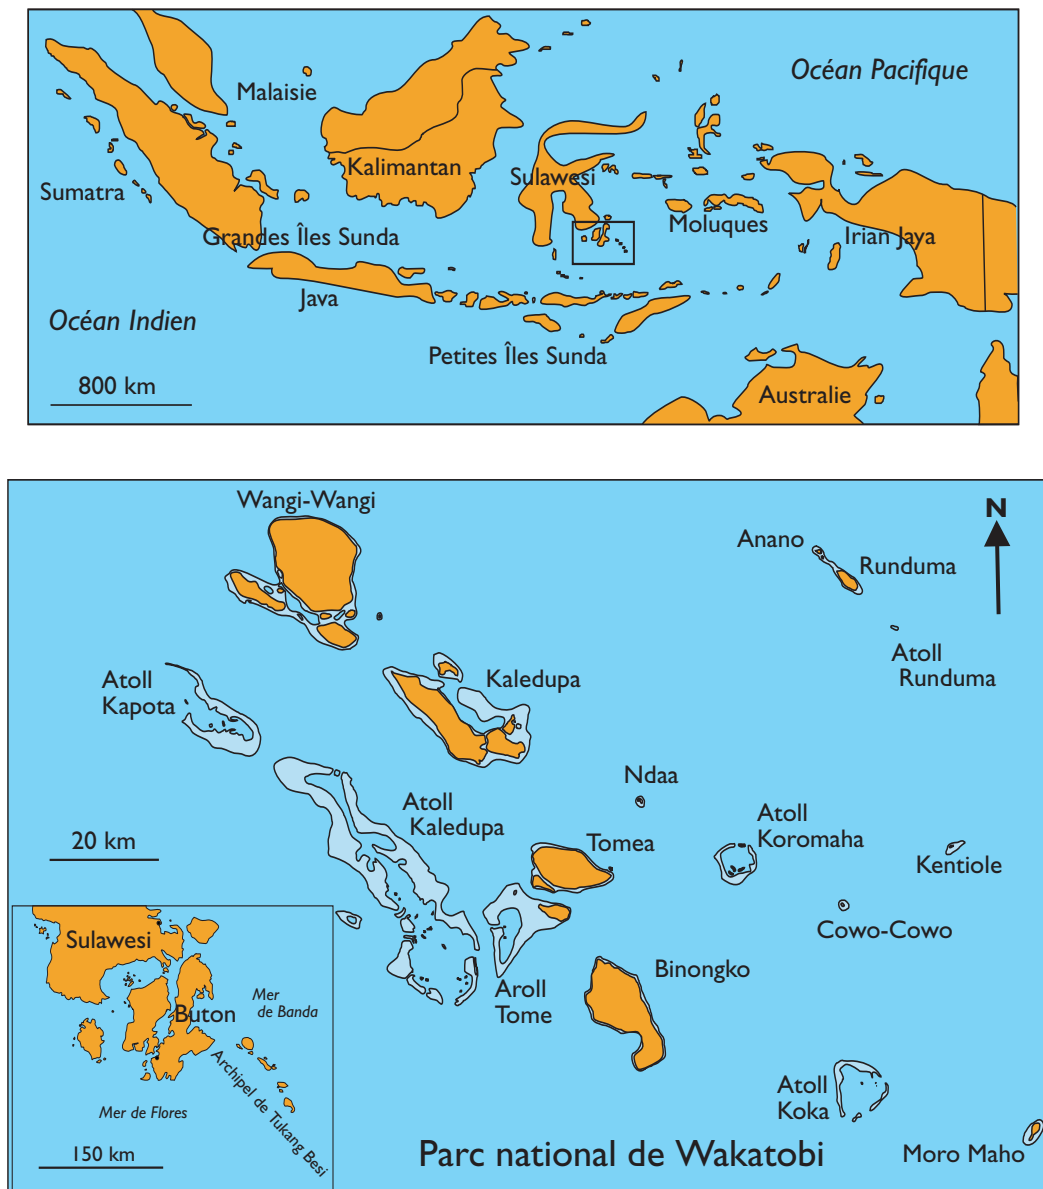 Océan Pacifique
Malaisie
Kalimantan
Sulawesi
Sumatra
Moluques
Grandes Îles Sunda
Irian Jaya
Java
Océan Indien
Petites Îles Sunda
800 km
Australie
Wangi-Wangi
N
Anano
Runduma
Atoll
Runduma
Atoll
Kapota
Kaledupa
Ndaa
Atoll
Kaledupa
Atoll
Koromaha
20 km
Tomea
Kentiole
Cowo-Cowo
Binongko
Aroll
Tome
Sulawesi
Mer
de Banda
Buton
Archipel de Tukang Besi
Mer de Flores
150 km
Atoll
Koka
Parc national de Wakatobi
Moro Maho